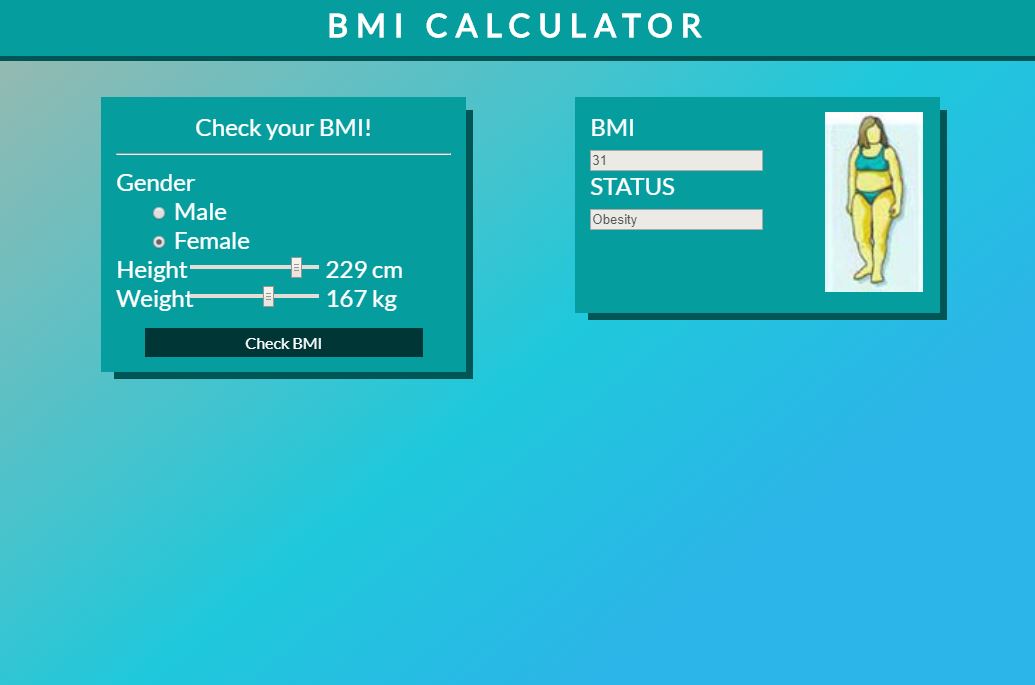 BMI CALCULATOR
Check your BMI!
Gender
Male
Female
Height 229 cm
Weight 167 kg
Check BMI
BMI
31
STATUS
Obesity